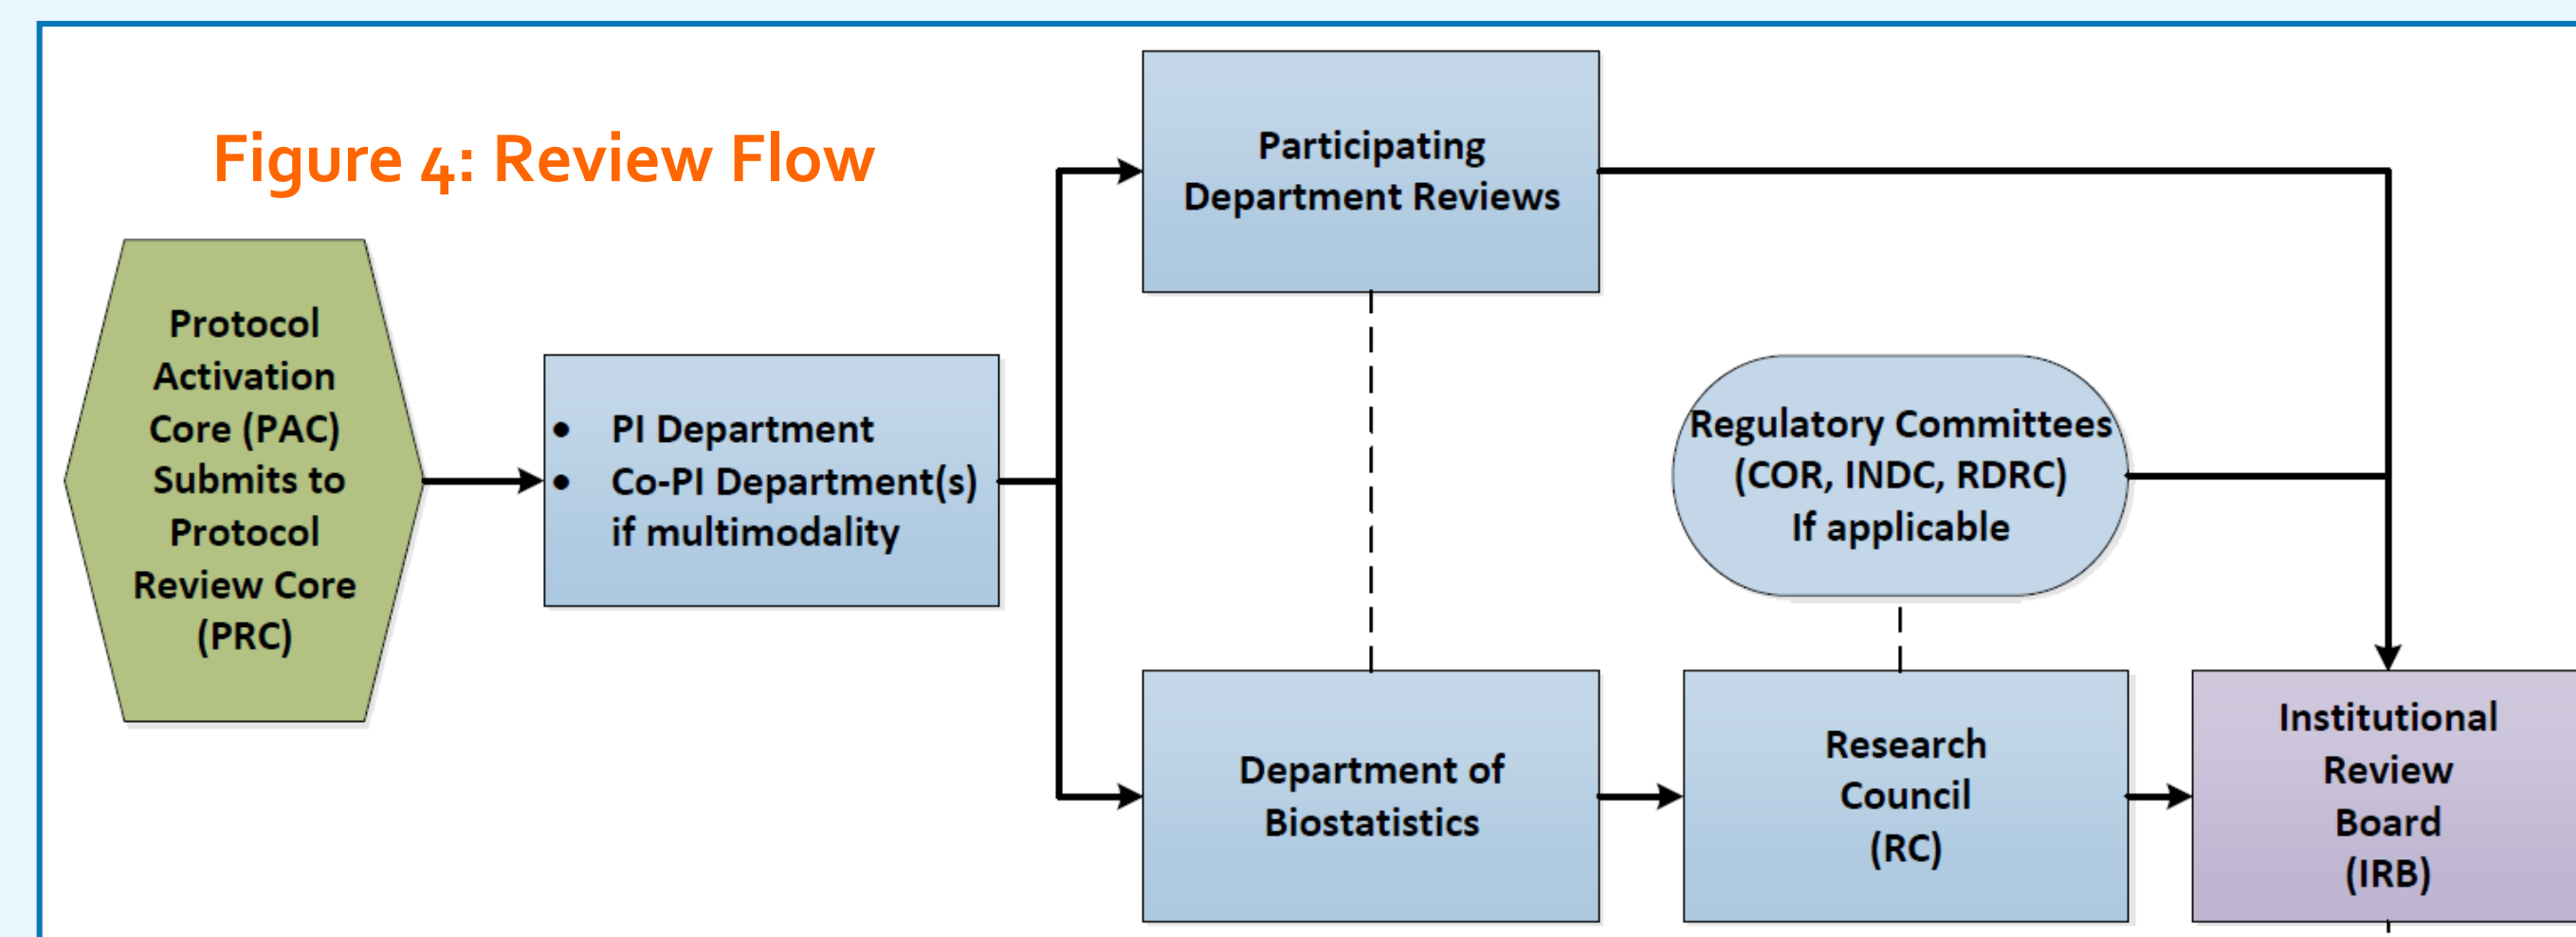 Figure 4: Review Flow
Protocol
Activation
Core (PAC)
Submits to
Protocol
Review Core
(PRC)
• PI Department
• Co-PI Department(s)
if multimodality
Participating
Department Reviews
Regulatory Committees
(COR, INDC, RDRC)
If applicable
Department of
Biostatistics
Research
Council
(RC)
Institutional
Review
Board
(IRB)